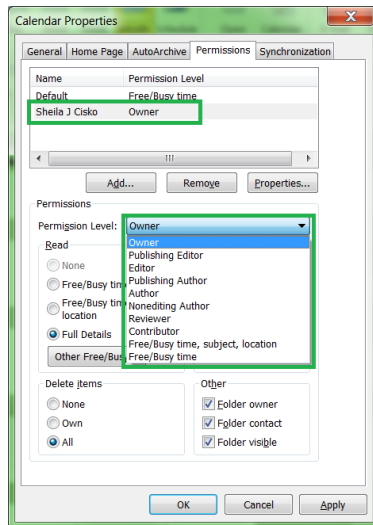 Calendar Properties
General Home Page AutoArchive Permissions Synchronization
Name Permission Level
Default Free/Busy time
Sheila J Cisko Owner
Add... Remove Properties...
Permissions
Permission Level: Owner
Owner
Publishing Editor
Editor
Publishing Author
Author
Nonediting Author
Reviewer
Contributor
Free/Busy time, subject, location
Free/Busy time
Read
None
Free/Busy tim
Free/Busy tim
location
Full Details
Other Free/Bus
Delete items
None
Own
All
Other
Folder owner
Folder contact
Folder visible
OK Cancel Apply